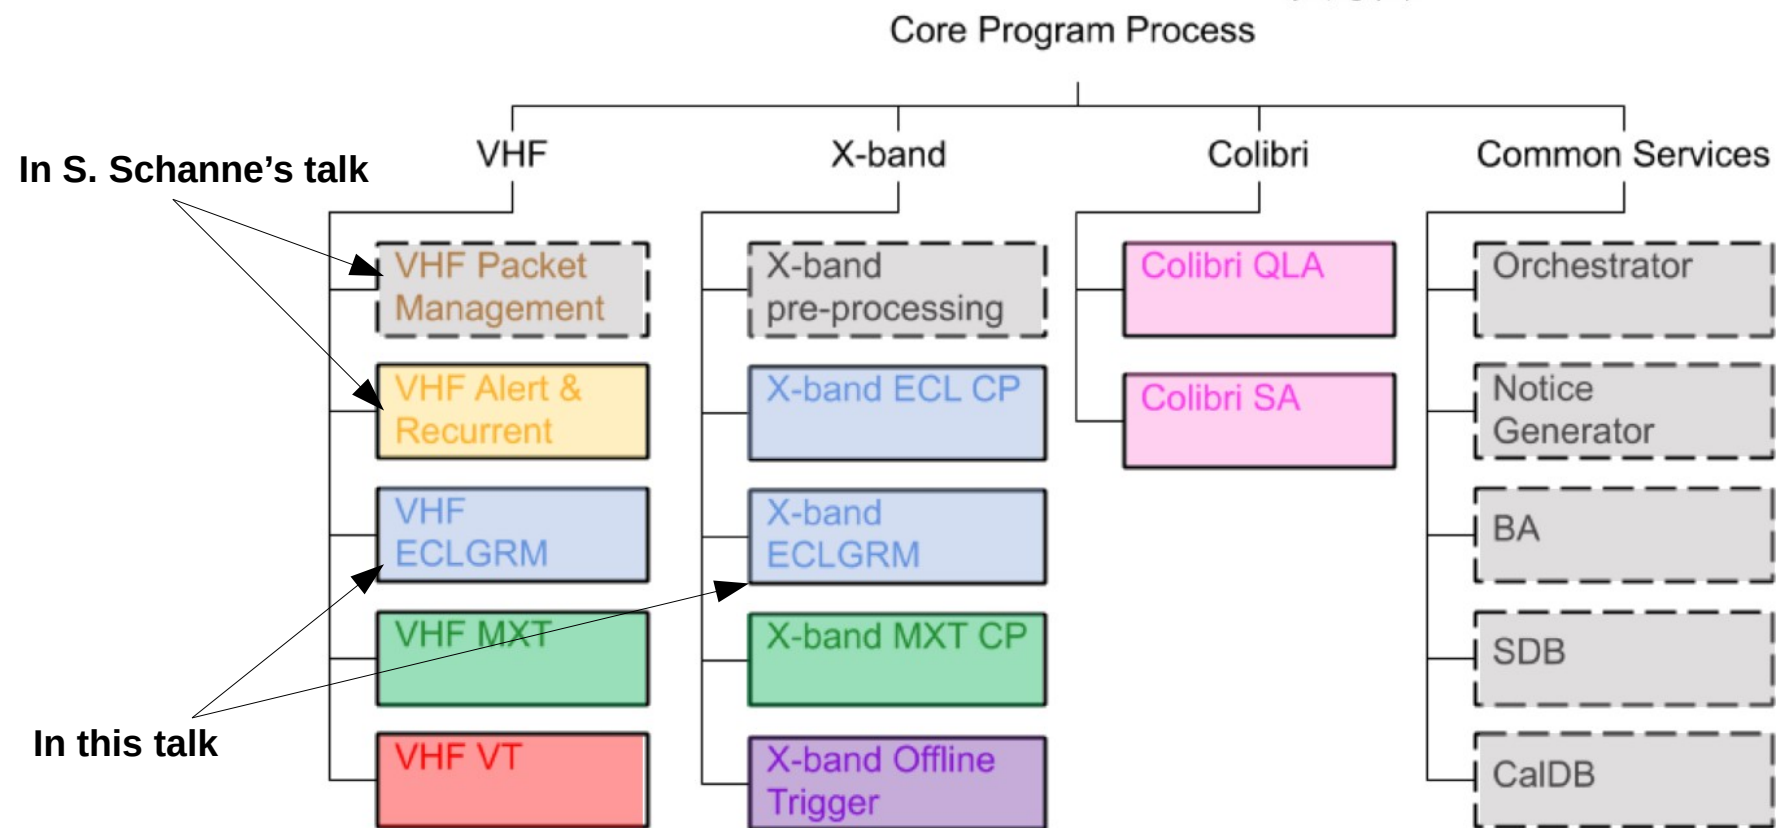 Core Program Process
In S. Schanne’s talk
VHF
X-band
Colibri
Common Services
VHF Packet
Management
X-band
pre-processing
Colibri QLA
Orchestrator
VHF Alert &
Recurrent
X-band ECL CP
Colibri SA
Notice
Generator
VHF
ECLGRM
X-band
ECLGRM
BA
VHF MXT
X-band MXT CP
SDB
In this talk
VHF VT
X-band Offline
Trigger
CalDB